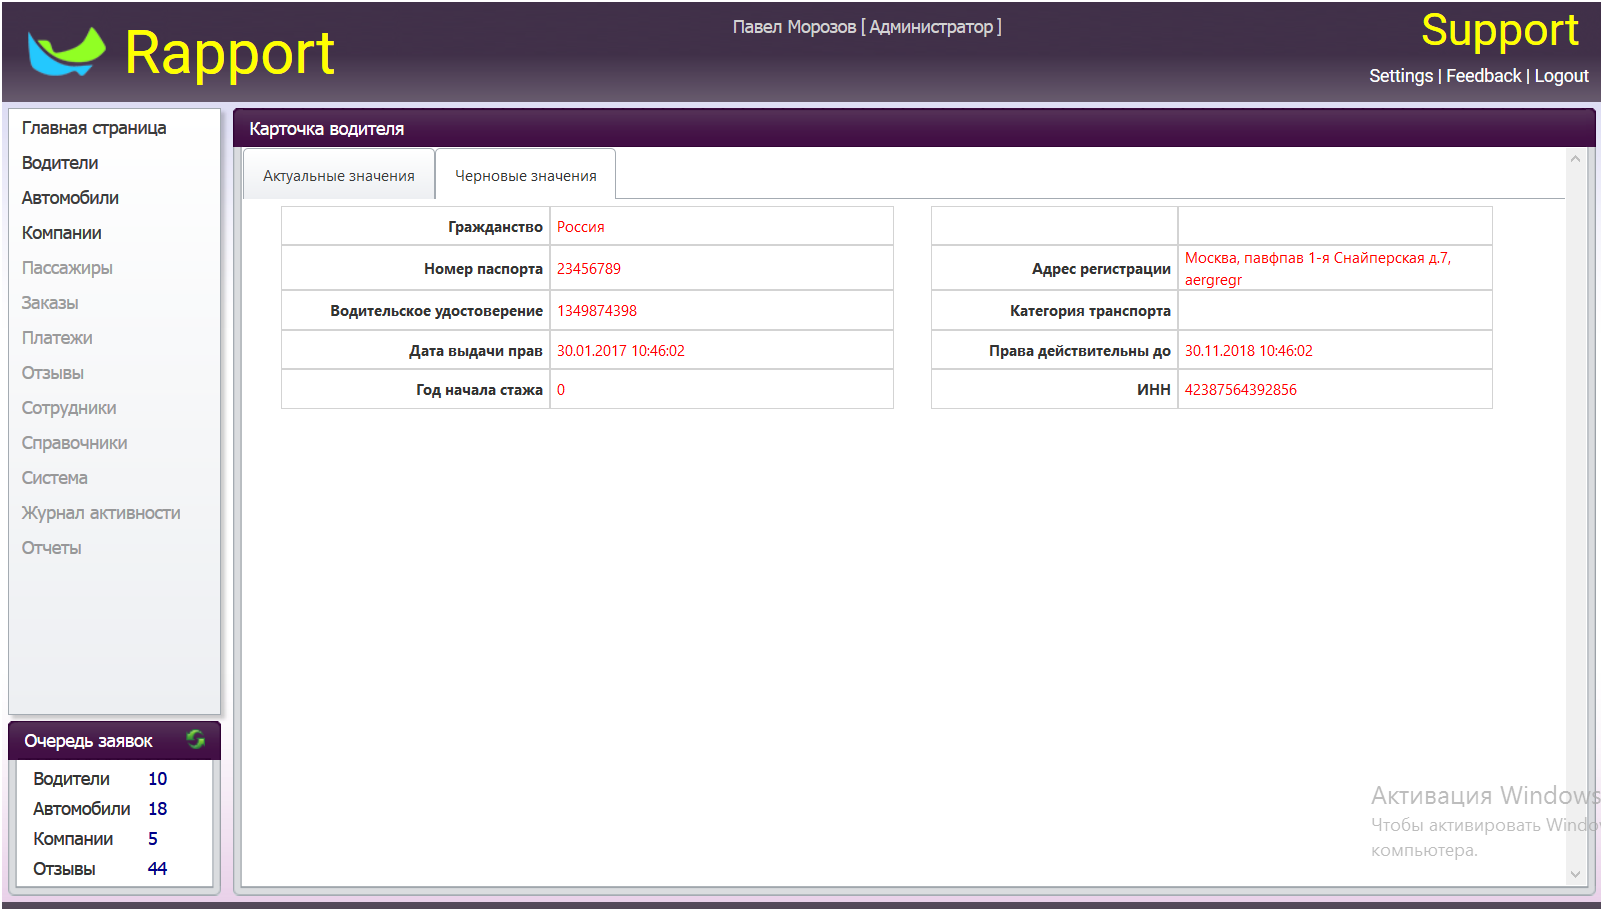 Rapport
Павел Морозов [ Администратор ]
Support
Settings | Feedback | Logout
Главная страница
Водители
Автомобили
Компании
Пассажиры
Заказы
Платежи
Отзывы
Сотрудники
Справочники
Система
Журнал активности
Отчеты
Очередь заявок
Водители 10
Автомобили 18
Компании 5
Отзывы 44
Карточка водителя
Актуальные значения Черновые значения
Гражданство Россия
Номер паспорта 23456789
Водительское удостоверение 1349874398
Дата выдачи прав 30.01.2017 10:46:02
Год начала стажа 0
Адрес регистрации Москва, павфпав 1-я Снайперская д.7,
aergregr
Категория транспорта
Права действительны до 30.11.2018 10:46:02
ИНН 42387564392856
Активация Windows
Чтобы активировать Windo
компьютера.